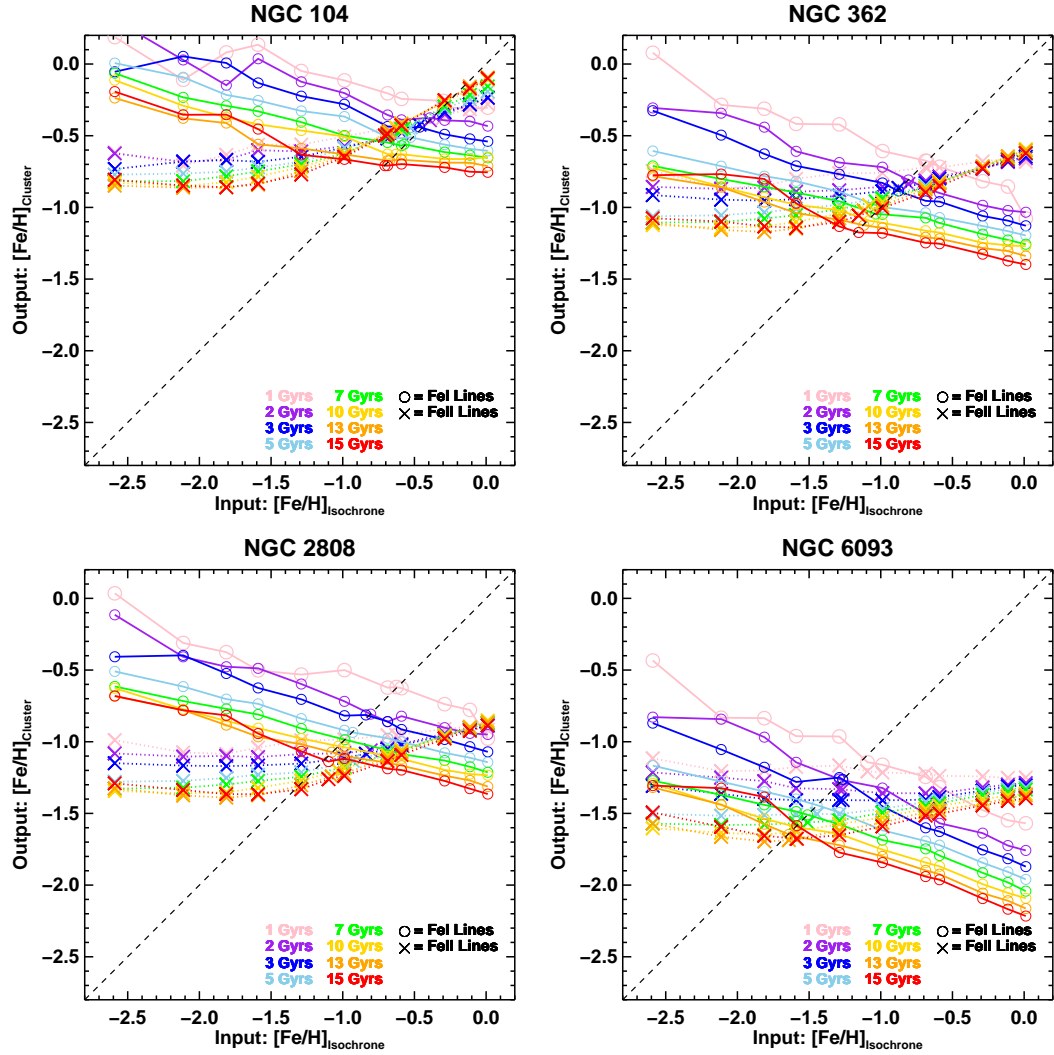 NGC 104
0.0
−0.5
−1.0
−1.5
−2.0
−2.5
Output: [Fe/H]Cluster
1 Gyrs 7 Gyrs = FeI Lines
2 Gyrs 10 Gyrs = FeII Lines
3 Gyrs 13 Gyrs
5 Gyrs 15 Gyrs
−2.5 −2.0 −1.5 −1.0 −0.5 0.0
Input: [Fe/H]Isochrone
NGC 362
0.0
−0.5
−1.0
−1.5
−2.0
−2.5
Output: [Fe/H]Cluster
1 Gyrs 7 Gyrs = FeI Lines
2 Gyrs 10 Gyrs = FeII Lines
3 Gyrs 13 Gyrs
5 Gyrs 15 Gyrs
−2.5 −2.0 −1.5 −1.0 −0.5 0.0
Input: [Fe/H]Isochrone
NGC 2808
0.0
−0.5
−1.0
−1.5
−2.0
−2.5
Output: [Fe/H]Cluster
1 Gyrs 7 Gyrs = FeI Lines
2 Gyrs 10 Gyrs = FeII Lines
3 Gyrs 13 Gyrs
5 Gyrs 15 Gyrs
−2.5 −2.0 −1.5 −1.0 −0.5 0.0
Input: [Fe/H]Isochrone
NGC 6093
0.0
−0.5
−1.0
−1.5
−2.0
−2.5
Output: [Fe/H]Cluster
1 Gyrs 7 Gyrs = FeI Lines
2 Gyrs 10 Gyrs = FeII Lines
3 Gyrs 13 Gyrs
5 Gyrs 15 Gyrs
−2.5 −2.0 −1.5 −1.0 −0.5 0.0
Input: [Fe/H]Isochrone